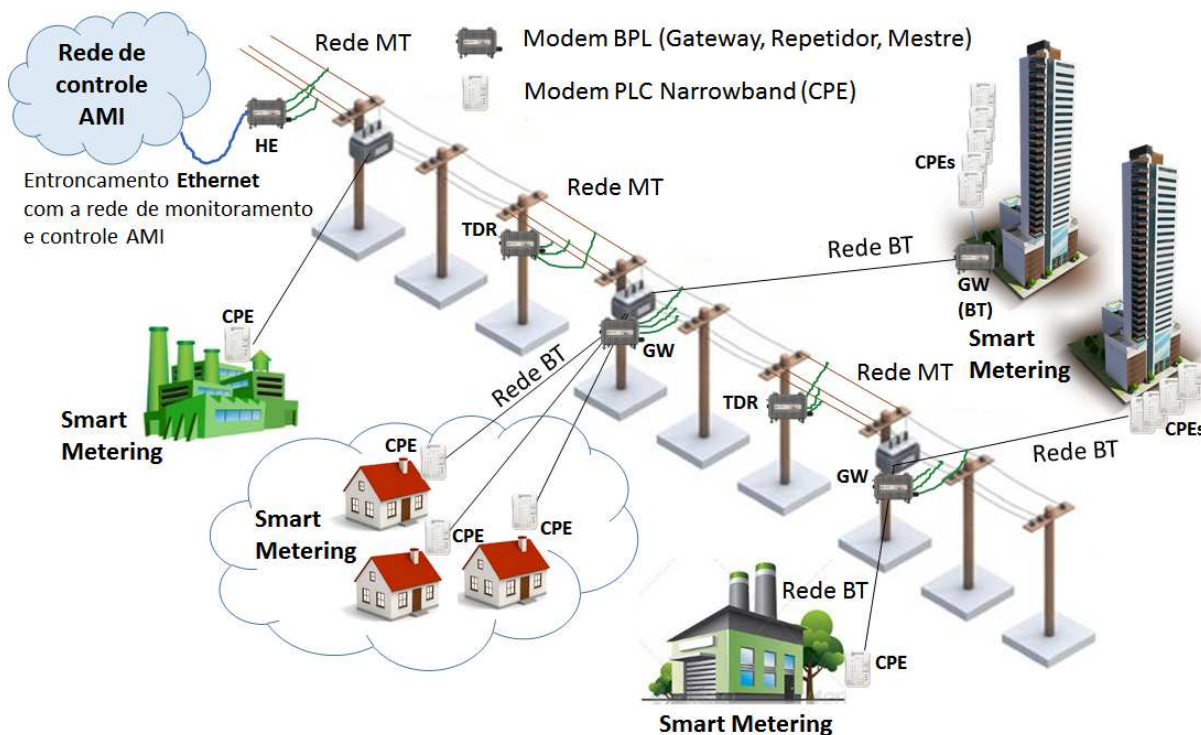 Rede de
controle
AMI
Rede MT
Modem BPL (Gateway, Repetidor, Mestre)
Modem PLC Narrowband (CPE)
HE
Entroncamento Ethernet
com a rede de monitoramento
e controle AMI
CPEs
Rede MT
TDR
Rede BT
GW
(BT)
Smart
Metering
CPE
GW
Rede BT
Smart
Metering
Rede MT
TDR
CPEs
Rede BT
CPE
GW
CPE
CPE
Smart
Metering
Rede BT
CPE
Smart Metering